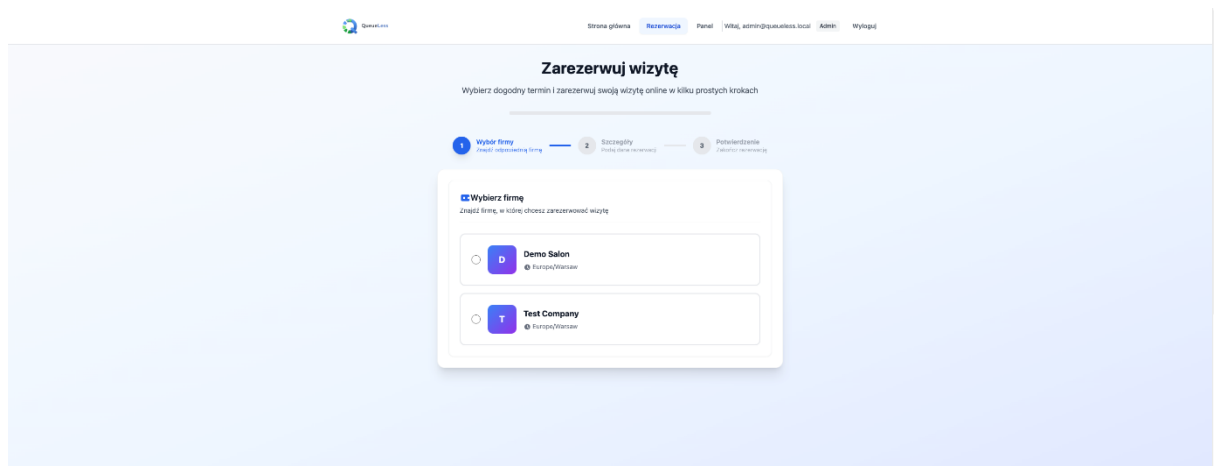 QueueLess
Strona główna Rezerwacja Panel Witaj, admin@queueless.local Admin Wyloguj
Zarezerwuj wizytę
Wybierz dogodny termin i zarezerwuj swoją wizytę online w kilku prostych krokach
1 Wybór firmy
Znajdź odpowiednią firmę
2 Szczegóły
Podaj dane rezerwacji
3 Potwierdzenie
Zakończ rezerwację
Wybierz firmę
Znajdź firmę, w której chcesz zarezerwować wizytę
D Demo Salon
Europe/Warsaw
T Test Company
Europe/Warsaw